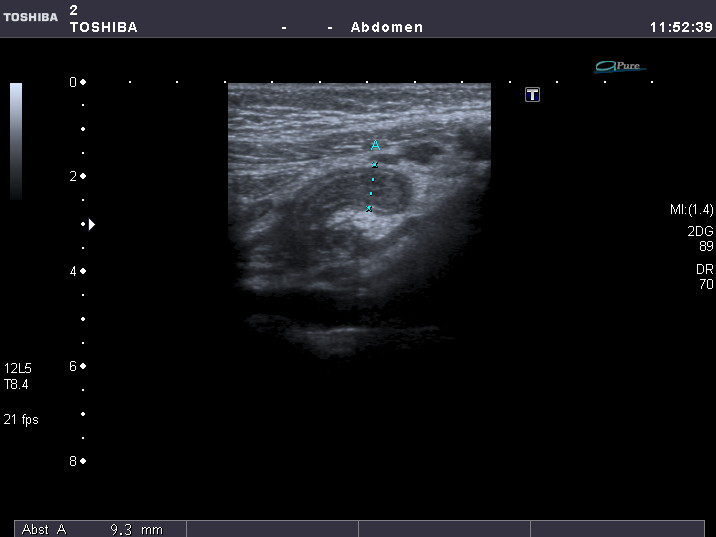 TOSHIBA
2
TOSHIBA - - Abdomen 11:52:39
aPure
T
0
2
4
6
8
A
MI:(1.4)
2DG
89
DR
70
12L5
T8.4
21 fps
Abst A 9.3 mm